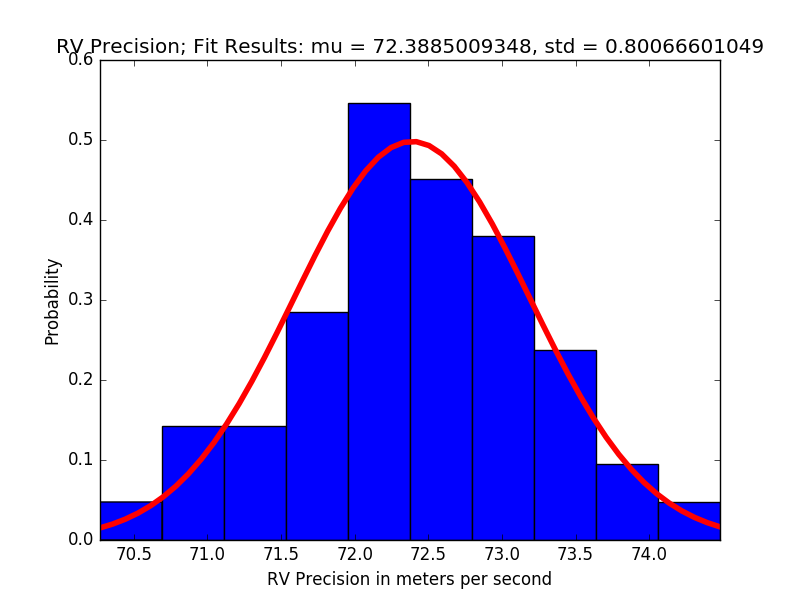 RV Precision; Fit Results: mu = 72.3885009348, std = 0.80066601049
0.6
0.5
0.4
0.3
0.2
0.1
0.0
Probability
70.5 71.0 71.5 72.0 72.5 73.0 73.5 74.0
RV Precision in meters per second